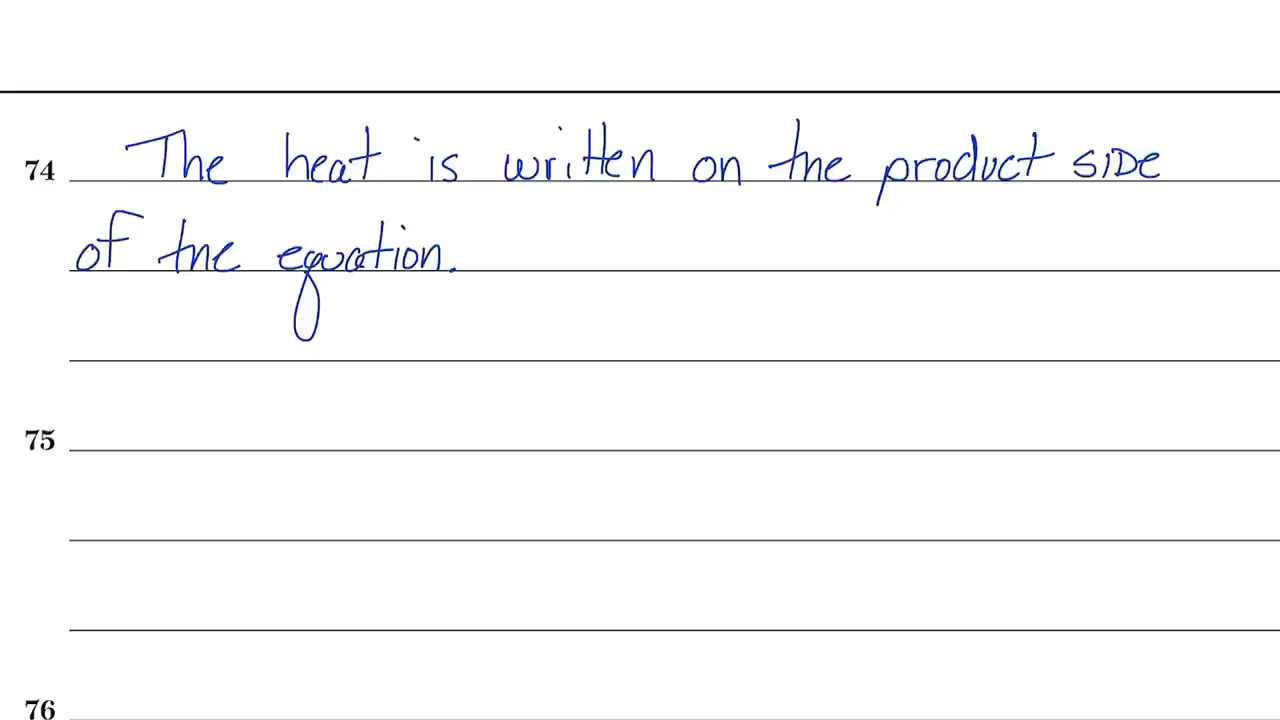 74 The heat is written on the product side
of the equation.
75
76